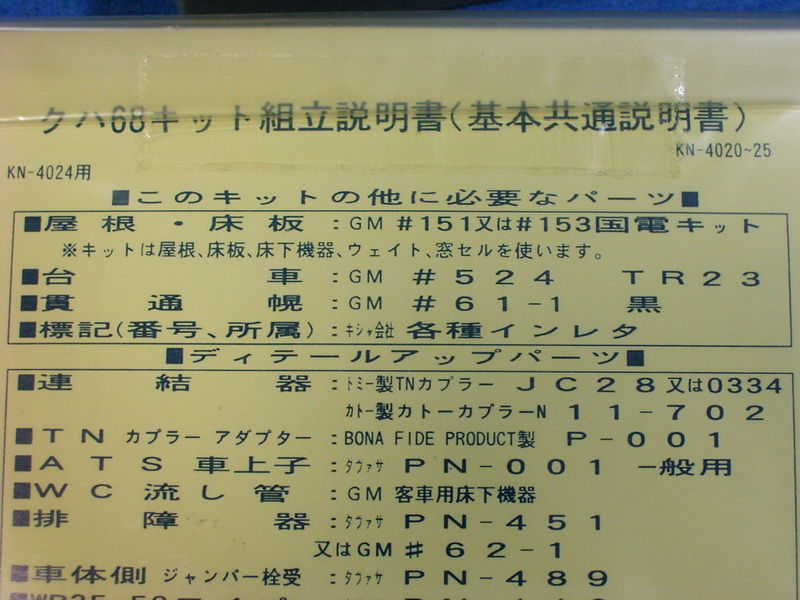 クハ68キット組立説明書(基本共通説明書)
KN-4020~25
KN-4024用
■このキットの他に必要なパーツ■
■屋根・床板:GM #151又は#153国電キット
※キットは屋根、床板、床下機器、ウェイト、窓セルを使います。
■台車:GM #524 TR23
■貫通幌:GM #61-1 黒
■標記(番号、所属):キシャ会社 各種インレタ
■ディテールアップパーツ■
■連結器:トミー製TNカプラー JC28又は0334
カトー製カトーカプラーN 11-702
■TNカプラーアダプター:BONA FIDE PRODUCT製 P-001
■ATS車上子:タヴァサ PN-001 一般用
■WC流し管:GM 客車用床下機器
■排障器:タヴァサ PN-451
又はGM #62-1
■車体側ジャンパー栓受:タヴァサ PN-489